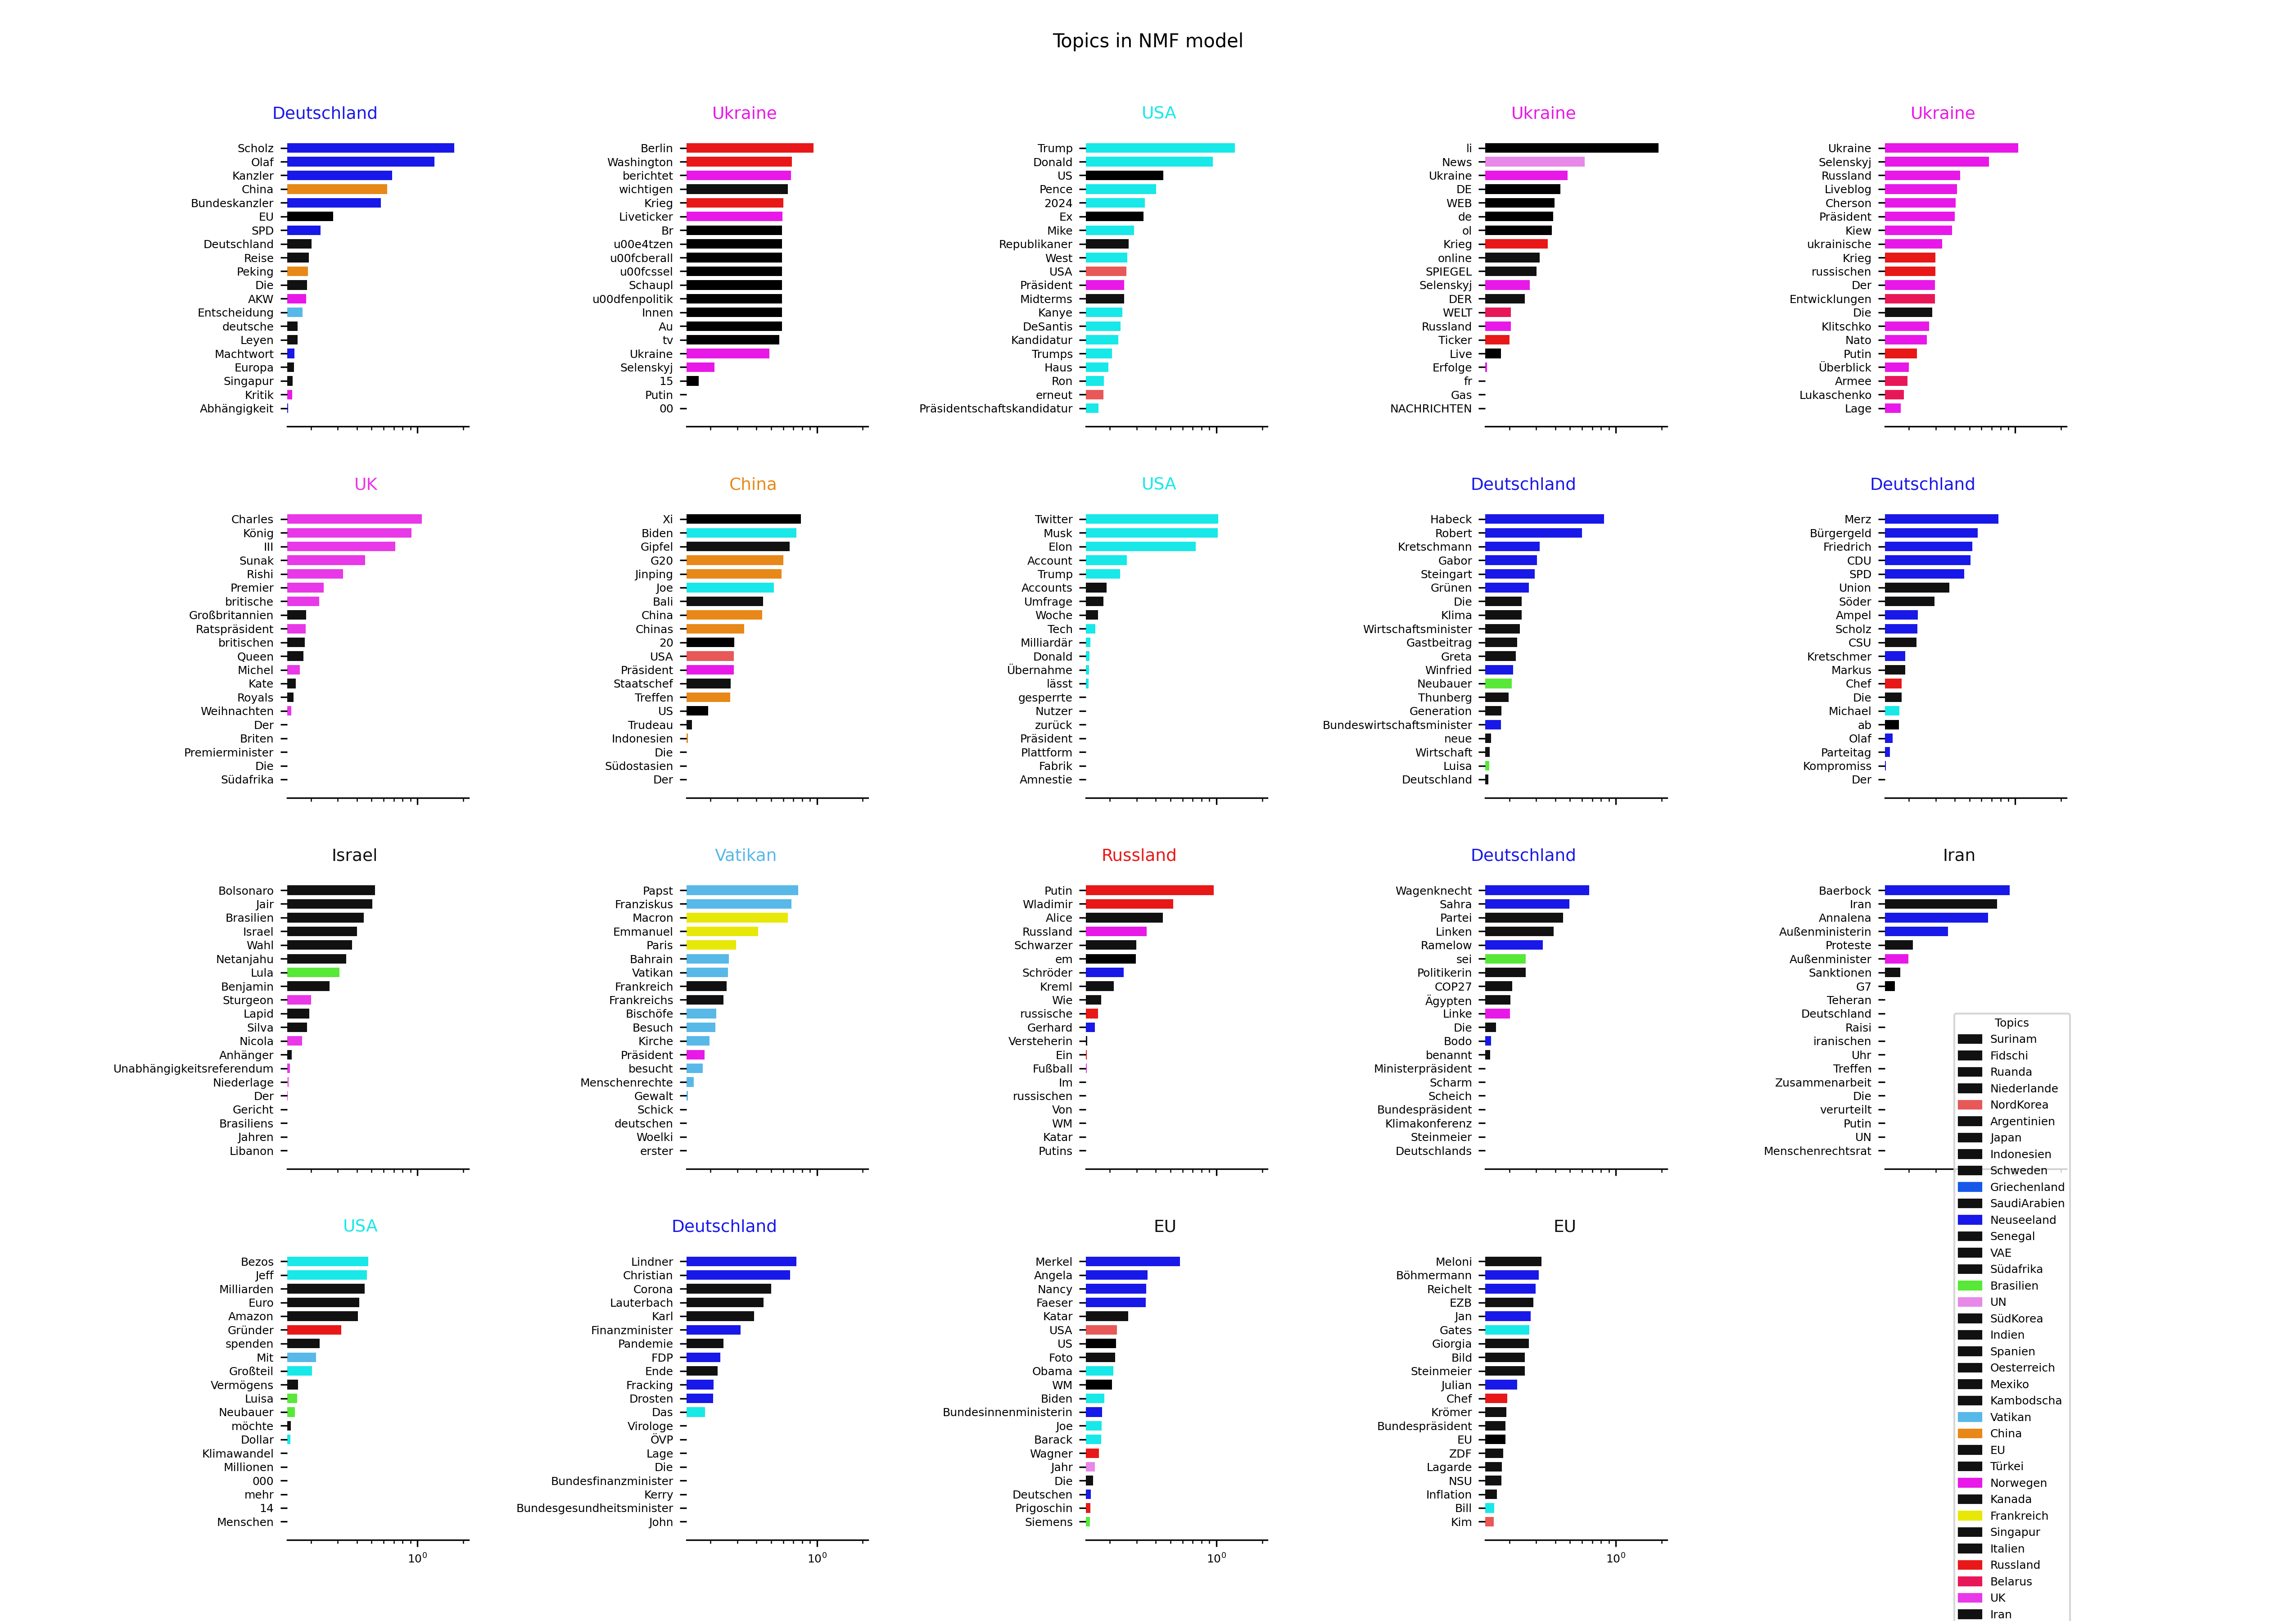 Topics in NMF model
Deutschland
Scholz
Olaf
Kanzler
China
Bundeskanzler
EU
SPD
Deutschland
Reise
Peking
Die
AKW
Entscheidung
deutsche
Leyen
Machtwort
Europa
Singapur
Kritik
Abhängigkeit
Ukraine
Berlin
Washington
berichtet
wichtigen
Krieg
Liveticker
Br
u00e4tzen
u00fcberall
u00fcssel
Schaupl
u00dfenpolitik
Innen
Au
tv
Ukraine
Selenskyj
15
Putin
00
USA
Trump
Donald
US
Pence
2024
Ex
Mike
Republikaner
West
USA
Präsident
Midterms
Kanye
DeSantis
Kandidatur
Trumps
Haus
Ron
erneut
Präsidentschaftskandidatur
Ukraine
li
News
Ukraine
DE
WEB
de
ol
Krieg
online
SPIEGEL
Selenskyj
DER
WELT
Russland
Ticker
Live
Erfolge
fr
Gas
NACHRICHTEN
Ukraine
Ukraine
Selenskyj
Russland
Liveblog
Cherson
Präsident
Kiew
ukrainische
Krieg
russischen
Der
Entwicklungen
Die
Klitschko
Nato
Putin
Überblick
Armee
Lukaschenko
Lage
UK
Charles
König
III
Sunak
Rishi
Premier
britische
Großbritannien
Ratspräsident
britischen
Queen
Michel
Kate
Royals
Weihnachten
Der
Briten
Premierminister
Die
Südafrika
China
Xi
Biden
Gipfel
G20
Jinping
Joe
Bali
China
Chinas
20
USA
Präsident
Staatschef
Treffen
US
Trudeau
Indonesien
Die
Südostasien
Der
USA
Twitter
Musk
Elon
Account
Trump
Accounts
Umfrage
Woche
Tech
Milliardär
Donald
Übernahme
lässt
gesperrte
Nutzer
zurück
Präsident
Plattform
Fabrik
Amnestie
Deutschland
Habeck
Robert
Kretschmann
Gabor
Steingart
Grünen
Die
Klima
Wirtschaftsminister
Gastbeitrag
Greta
Winfried
Neubauer
Thunberg
Generation
Bundeswirtschaftsminister
neue
Wirtschaft
Luisa
Deutschland
Deutschland
Merz
Bürgergeld
Friedrich
CDU
SPD
Union
Söder
Ampel
Scholz
CSU
Kretschmer
Markus
Chef
Die
Michael
ab
Olaf
Parteitag
Kompromiss
Der
Israel
Bolsonaro
Jair
Brasilien
Israel
Wahl
Netanjahu
Lula
Benjamin
Sturgeon
Lapid
Silva
Nicola
Anhänger
Unabhängigkeitsreferendum
Niederlage
Der
Gericht
Brasiliens
Jahren
Libanon
Vatikan
Papst
Franziskus
Macron
Emmanuel
Paris
Bahrain
Vatikan
Frankreich
Frankreichs
Bischöfe
Besuch
Kirche
Präsident
besucht
Menschenrechte
Gewalt
Schick
deutschen
Woelki
erster
Russland
Putin
Wladimir
Alice
Russland
Schwarzer
em
Schröder
Kreml
Wie
russische
Gerhard
Versteherin
Ein
Fußball
Im
russischen
Von
WM
Katar
Putins
Deutschland
Wagenknecht
Sahra
Partei
Linken
Ramelow
sei
Politikerin
COP27
Ägypten
Linke
Die
Bodo
benannt
Ministerpräsident
Scharm
Scheich
Bundespräsident
Klimakonferenz
Steinmeier
Deutschlands
Iran
Baerbock
Iran
Annalena
Außenministerin
Proteste
Außenminister
Sanktionen
G7
Teheran
Deutschland
Raisi
iranischen
Uhr
Treffen
Zusammenarbeit
Die
verurteilt
Putin
UN
Menschenrechtsrat
USA
Bezos
Jeff
Milliarden
Euro
Amazon
Gründer
spenden
Mit
Großteil
Vermögens
Luisa
Neubauer
möchte
Dollar
Klimawandel
Millionen
000
mehr
14
Menschen
10⁰
Deutschland
Lindner
Christian
Corona
Lauterbach
Karl
Finanzminister
Pandemie
FDP
Ende
Fracking
Drosten
Das
Virologe
ÖVP
Lage
Die
Bundesfinanzminister
Kerry
Bundesgesundheitsminister
John
10⁰
EU
Merkel
Angela
Nancy
Faeser
Katar
USA
US
Foto
Obama
WM
Biden
Bundesinnenministerin
Joe
Barack
Wagner
Jahr
Die
Deutschen
Prigoschin
Siemens
10⁰
EU
Meloni
Böhmermann
Reichelt
EZB
Jan
Gates
Giorgia
Bild
Steinmeier
Julian
Chef
Krömer
Bundespräsident
EU
ZDF
Lagarde
NSU
Inflation
Bill
Kim
10⁰
Topics
Surinam
Fidschi
Ruanda
Niederlande
NordKorea
Argentinien
Japan
Indonesien
Schweden
Griechenland
SaudiArabien
Neuseeland
Senegal
VAE
Südafrika
Brasilien
UN
SüdKorea
Indien
Spanien
Oesterreich
Mexiko
Kambodscha
Vatikan
China
EU
Türkei
Norwegen
Kanada
Frankreich
Singapur
Italien
Russland
Belarus
UK
Iran